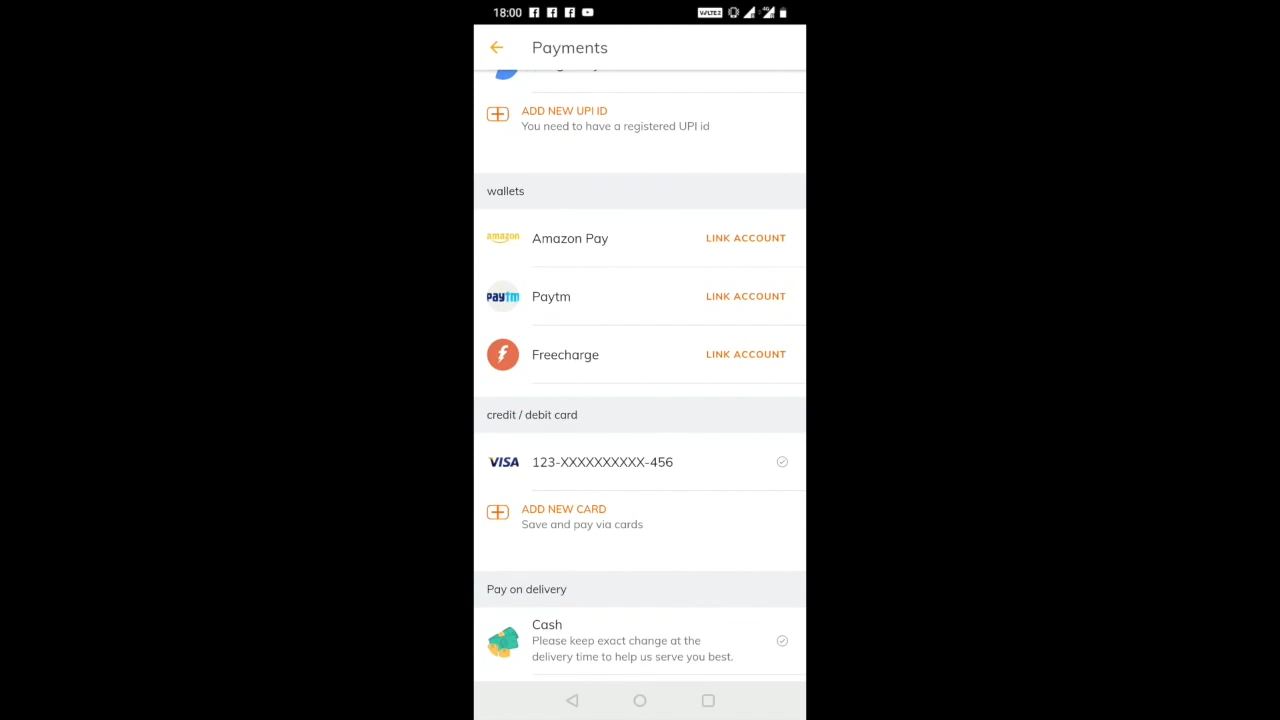 18:00
VoLTE2
4G
Payments
ADD NEW UPI ID
You need to have a registered UPI id
wallets
amazon
Amazon Pay
LINK ACCOUNT
paytm
Paytm
LINK ACCOUNT
Freecharge
LINK ACCOUNT
credit / debit card
VISA
123-XXXXXXXXXX-456
ADD NEW CARD
Save and pay via cards
Pay on delivery
Cash
Please keep exact change at the
delivery time to help us serve you best.